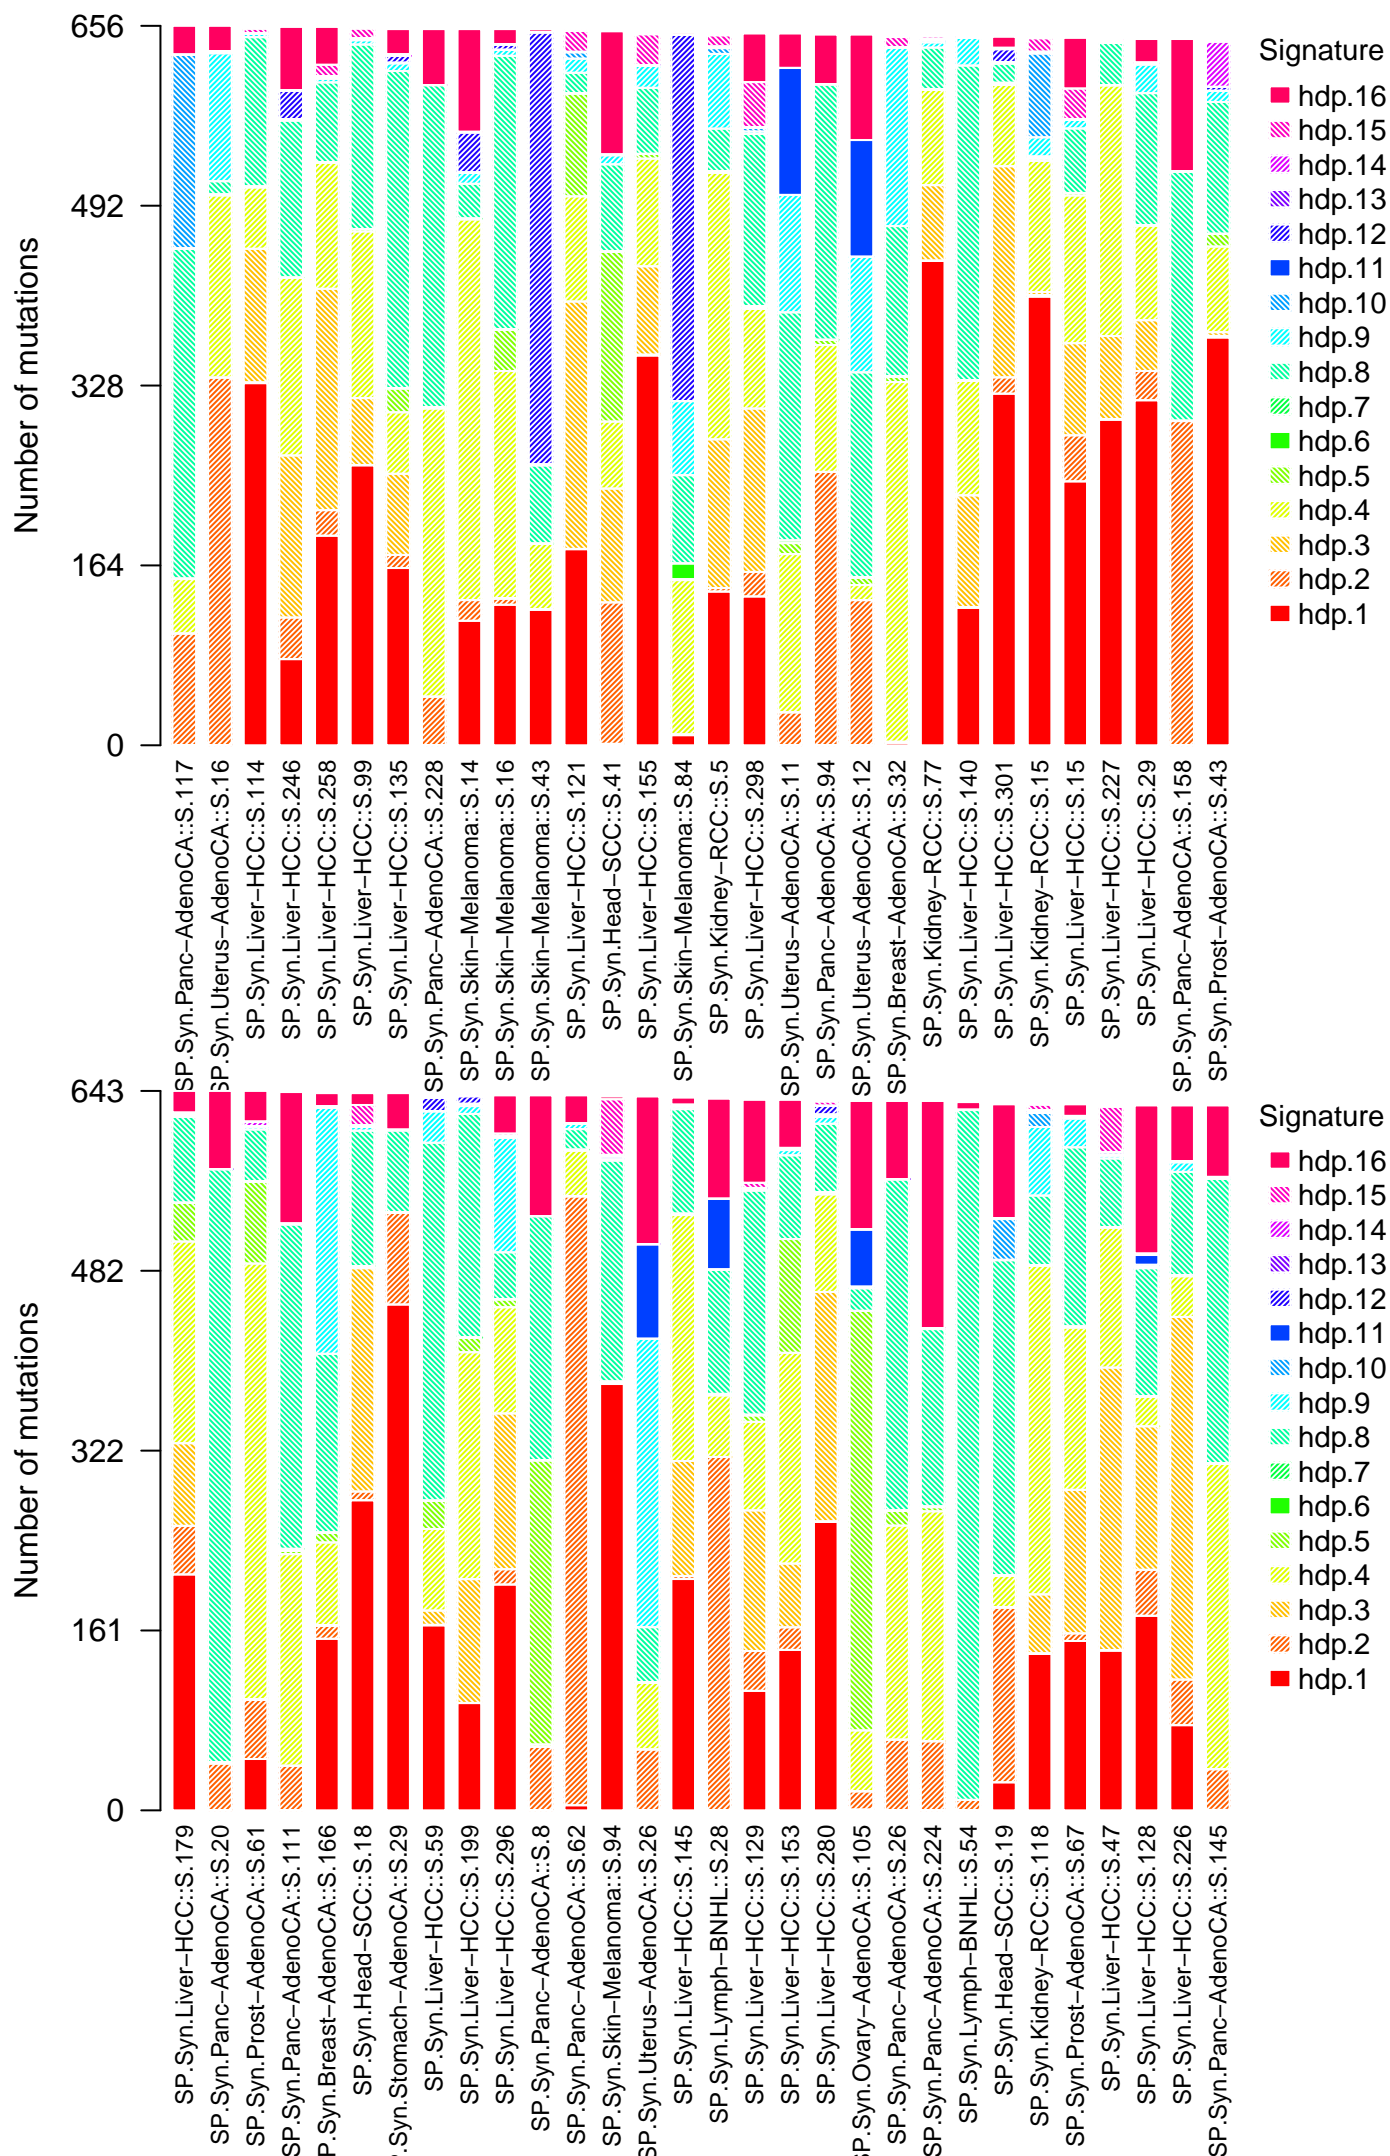 Number of mutations
656
492
328
164
0
Signature
hdp.16
hdp.15
hdp.14
hdp.13
hdp.12
hdp.11
hdp.10
hdp.9
hdp.8
hdp.7
hdp.6
hdp.5
hdp.4
hdp.3
hdp.2
hdp.1
SP.Syn.Panc−AdenoCA::S.117
SP.Syn.Uterus−AdenoCA::S.16
SP.Syn.Liver−HCC::S.114
SP.Syn.Liver−HCC::S.246
SP.Syn.Liver−HCC::S.258
SP.Syn.Liver−HCC::S.99
SP.Syn.Liver−HCC::S.135
SP.Syn.Panc−AdenoCA::S.228
SP.Syn.Skin−Melanoma::S.14
SP.Syn.Skin−Melanoma::S.16
SP.Syn.Skin−Melanoma::S.43
SP.Syn.Liver−HCC::S.121
SP.Syn.Head−SCC::S.41
SP.Syn.Liver−HCC::S.155
SP.Syn.Skin−Melanoma::S.84
SP.Syn.Kidney−RCC::S.5
SP.Syn.Liver−HCC::S.298
SP.Syn.Uterus−AdenoCA::S.11
SP.Syn.Panc−AdenoCA::S.94
SP.Syn.Uterus−AdenoCA::S.12
SP.Syn.Breast−AdenoCA::S.32
SP.Syn.Kidney−RCC::S.77
SP.Syn.Liver−HCC::S.140
SP.Syn.Liver−HCC::S.301
SP.Syn.Kidney−RCC::S.15
SP.Syn.Liver−HCC::S.15
SP.Syn.Liver−HCC::S.227
SP.Syn.Liver−HCC::S.29
SP.Syn.Panc−AdenoCA::S.158
SP.Syn.Prost−AdenoCA::S.43
Number of mutations
643
482
322
161
0
Signature
hdp.16
hdp.15
hdp.14
hdp.13
hdp.12
hdp.11
hdp.10
hdp.9
hdp.8
hdp.7
hdp.6
hdp.5
hdp.4
hdp.3
hdp.2
hdp.1
SP.Syn.Liver−HCC::S.179
SP.Syn.Panc−AdenoCA::S.20
SP.Syn.Prost−AdenoCA::S.61
SP.Syn.Panc−AdenoCA::S.111
SP.Syn.Breast−AdenoCA::S.166
SP.Syn.Head−SCC::S.18
P.Syn.Stomach−AdenoCA::S.29
SP.Syn.Liver−HCC::S.59
SP.Syn.Liver−HCC::S.199
SP.Syn.Liver−HCC::S.296
SP.Syn.Panc−AdenoCA::S.8
SP.Syn.Panc−AdenoCA::S.62
SP.Syn.Skin−Melanoma::S.94
SP.Syn.Uterus−AdenoCA::S.26
SP.Syn.Liver−HCC::S.145
SP.Syn.Lymph−BNHL::S.28
SP.Syn.Liver−HCC::S.129
SP.Syn.Liver−HCC::S.153
SP.Syn.Liver−HCC::S.280
SP.Syn.Ovary−AdenoCA::S.105
SP.Syn.Panc−AdenoCA::S.26
SP.Syn.Panc−AdenoCA::S.224
SP.Syn.Lymph−BNHL::S.54
SP.Syn.Head−SCC::S.19
SP.Syn.Kidney−RCC::S.118
SP.Syn.Prost−AdenoCA::S.67
SP.Syn.Liver−HCC::S.47
SP.Syn.Liver−HCC::S.128
SP.Syn.Liver−HCC::S.226
SP.Syn.Panc−AdenoCA::S.145